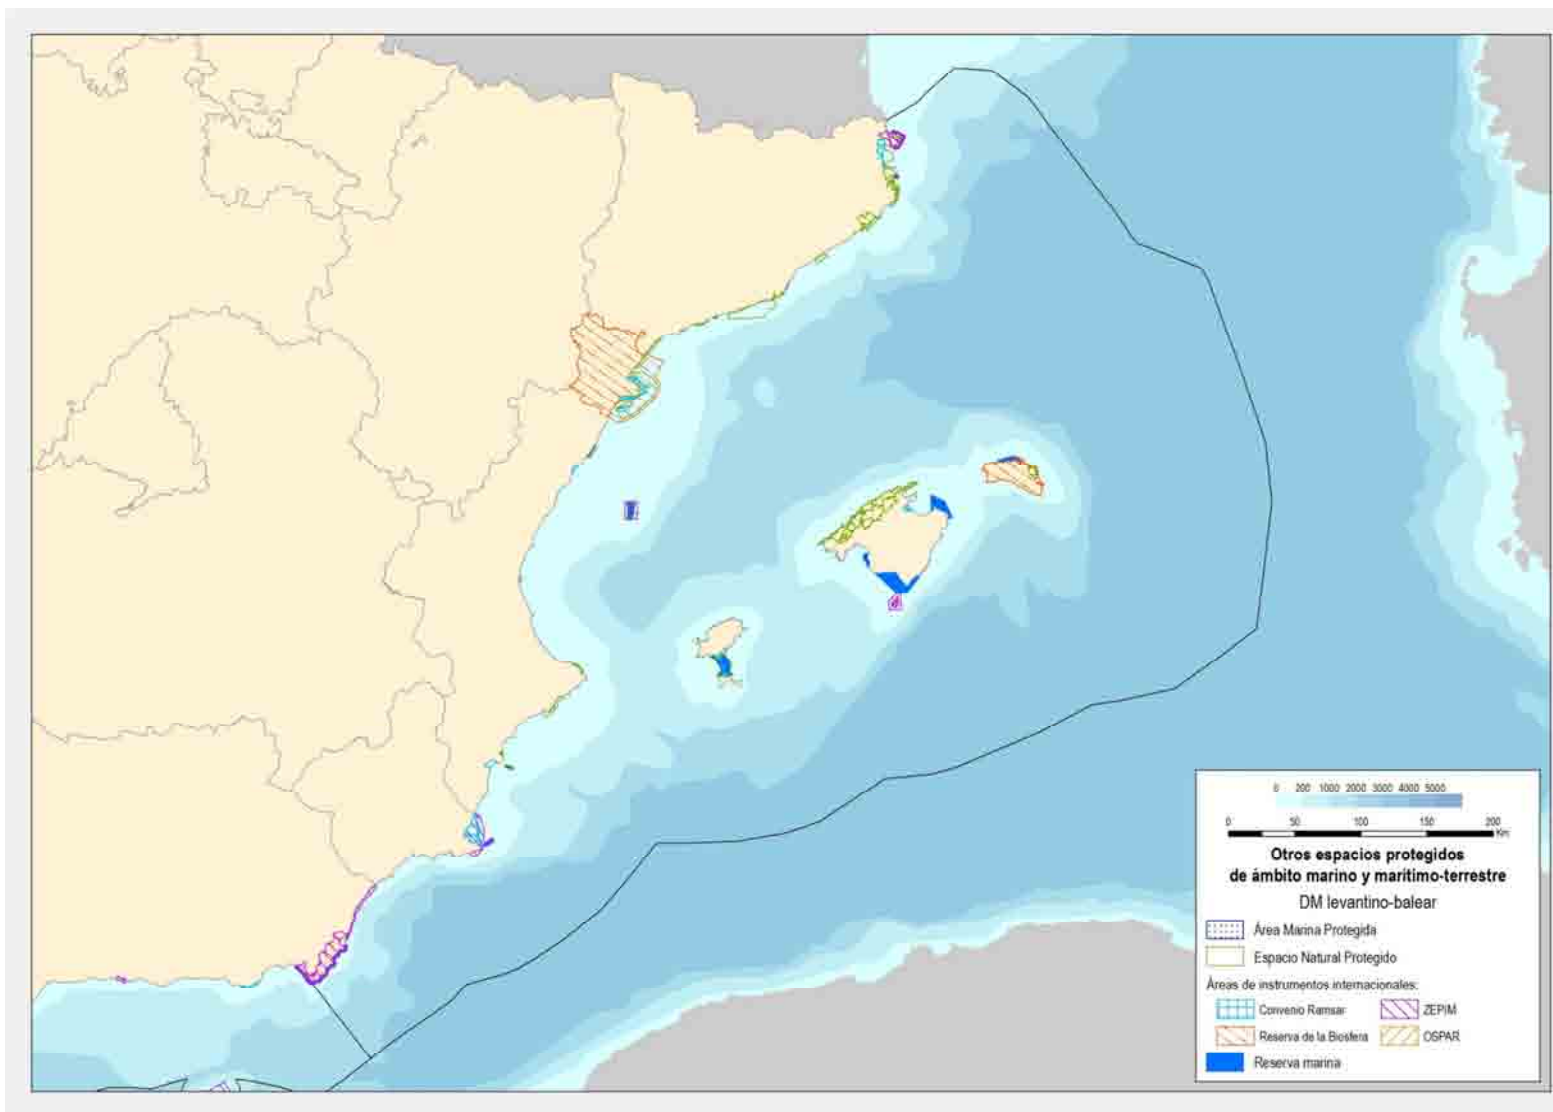 0 200 1000 2000 3000 4000 5000
0 50 100 150 200
Km
Otros espacios protegidos
de ámbito marino y marítimo-terrestre
DM levantino-balear
Área Marina Protegida
Espacio Natural Protegido
Áreas de instrumentos internacionales:
Convenio Ramsar ZEPIM
Reserva de la Biosfera OSPAR
Reserva marina